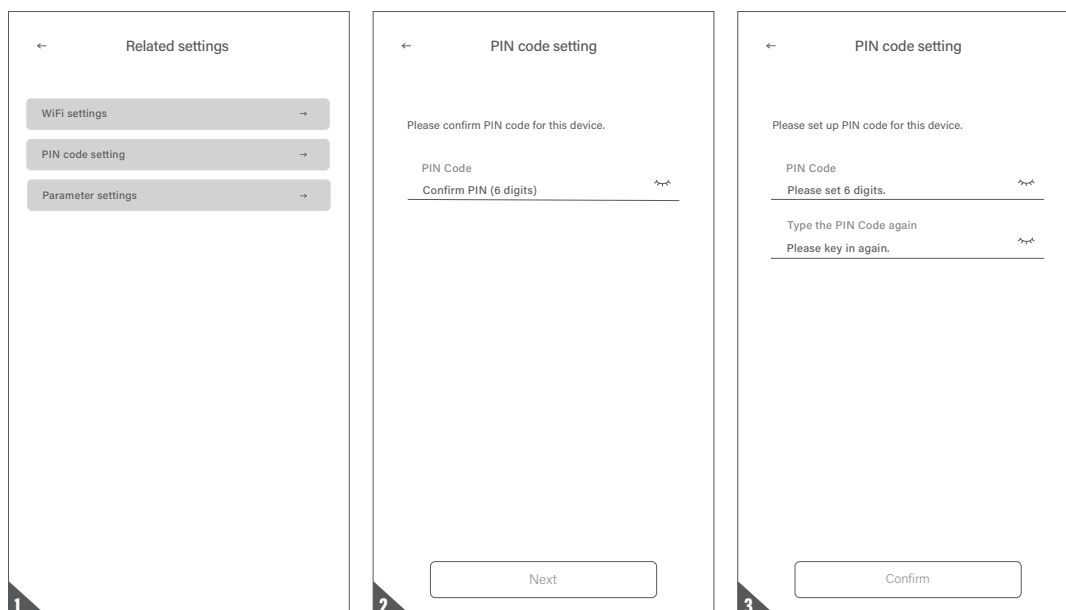 ← Related settings
WiFi settings →
PIN code setting →
Parameter settings →
1
← PIN code setting
Please confirm PIN code for this device.
PIN Code
Confirm PIN (6 digits)
Next
2
← PIN code setting
Please set up PIN code for this device.
PIN Code
Please set 6 digits.
Type the PIN Code again
Please key in again.
Confirm
3